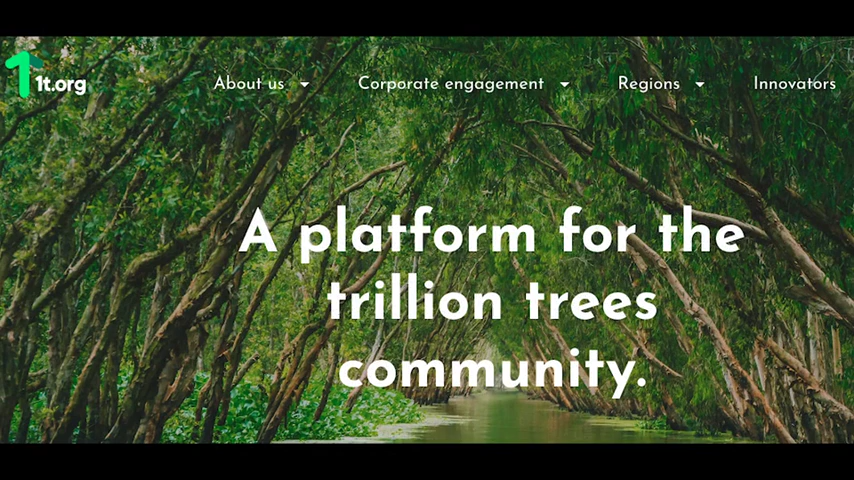 1t.org
About us
Corporate engagement
Regions
Innovators
A platform for the
trillion trees
community.